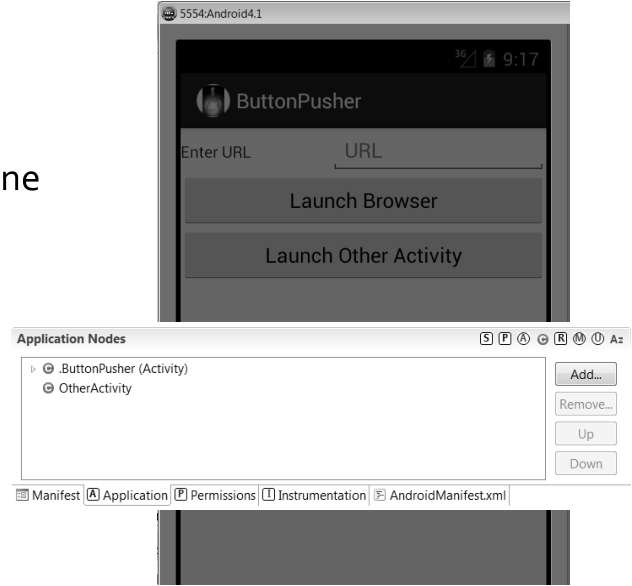 5554:Android4.1
3G 9:17
ButtonPusher
Enter URL URL
ne
Launch Browser
Launch Other Activity
Application Nodes S P A C R M U Az
.ButtonPusher (Activity)
OtherActivity
Add...
Remove...
Up
Down
Manifest A Application P Permissions I Instrumentation AndroidManifest.xml